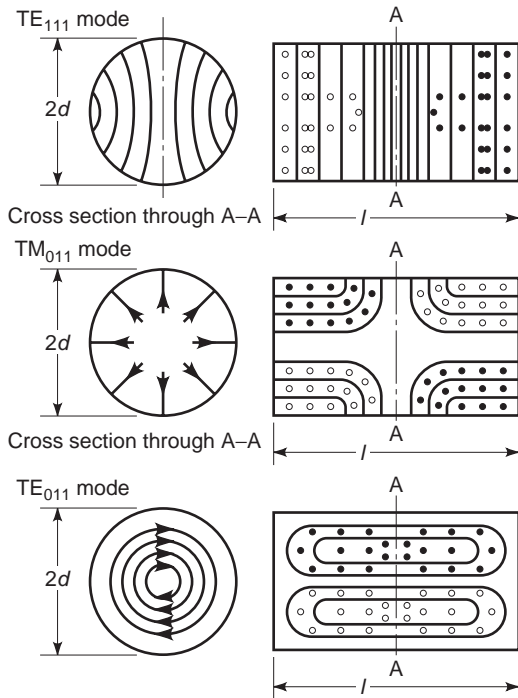 TE₁₁₁ mode
A
2d
A
Cross section through A–A
l
TM₀₁₁ mode
A
2d
A
Cross section through A–A
l
TE₀₁₁ mode
A
2d
A
l